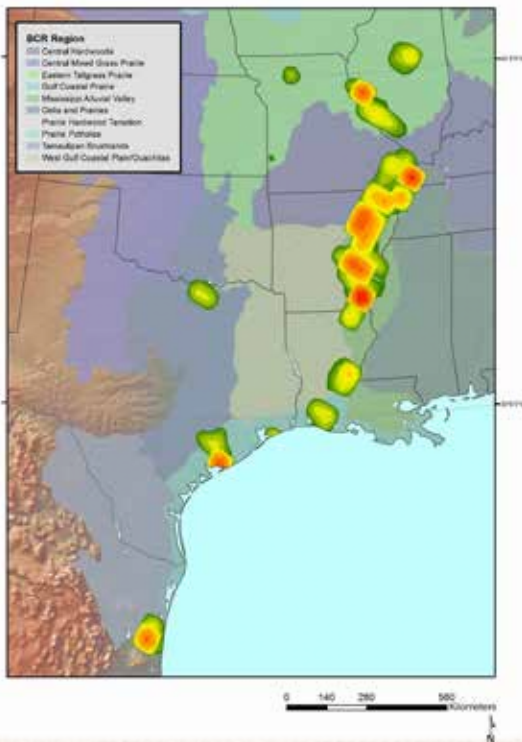 BCR Region
Central Hardwoods
Central Mixed Grass Prairie
Eastern Tallgrass Prairie
Gulf Coastal Prairie
Mississippi Alluvial Valley
Oaks and Prairies
Prairie Hardwood Transition
Prairie Potholes
Tamaulipan Brushlands
West Gulf Coastal Plain/Ouachitas
0 140 280 560
Kilometers
N